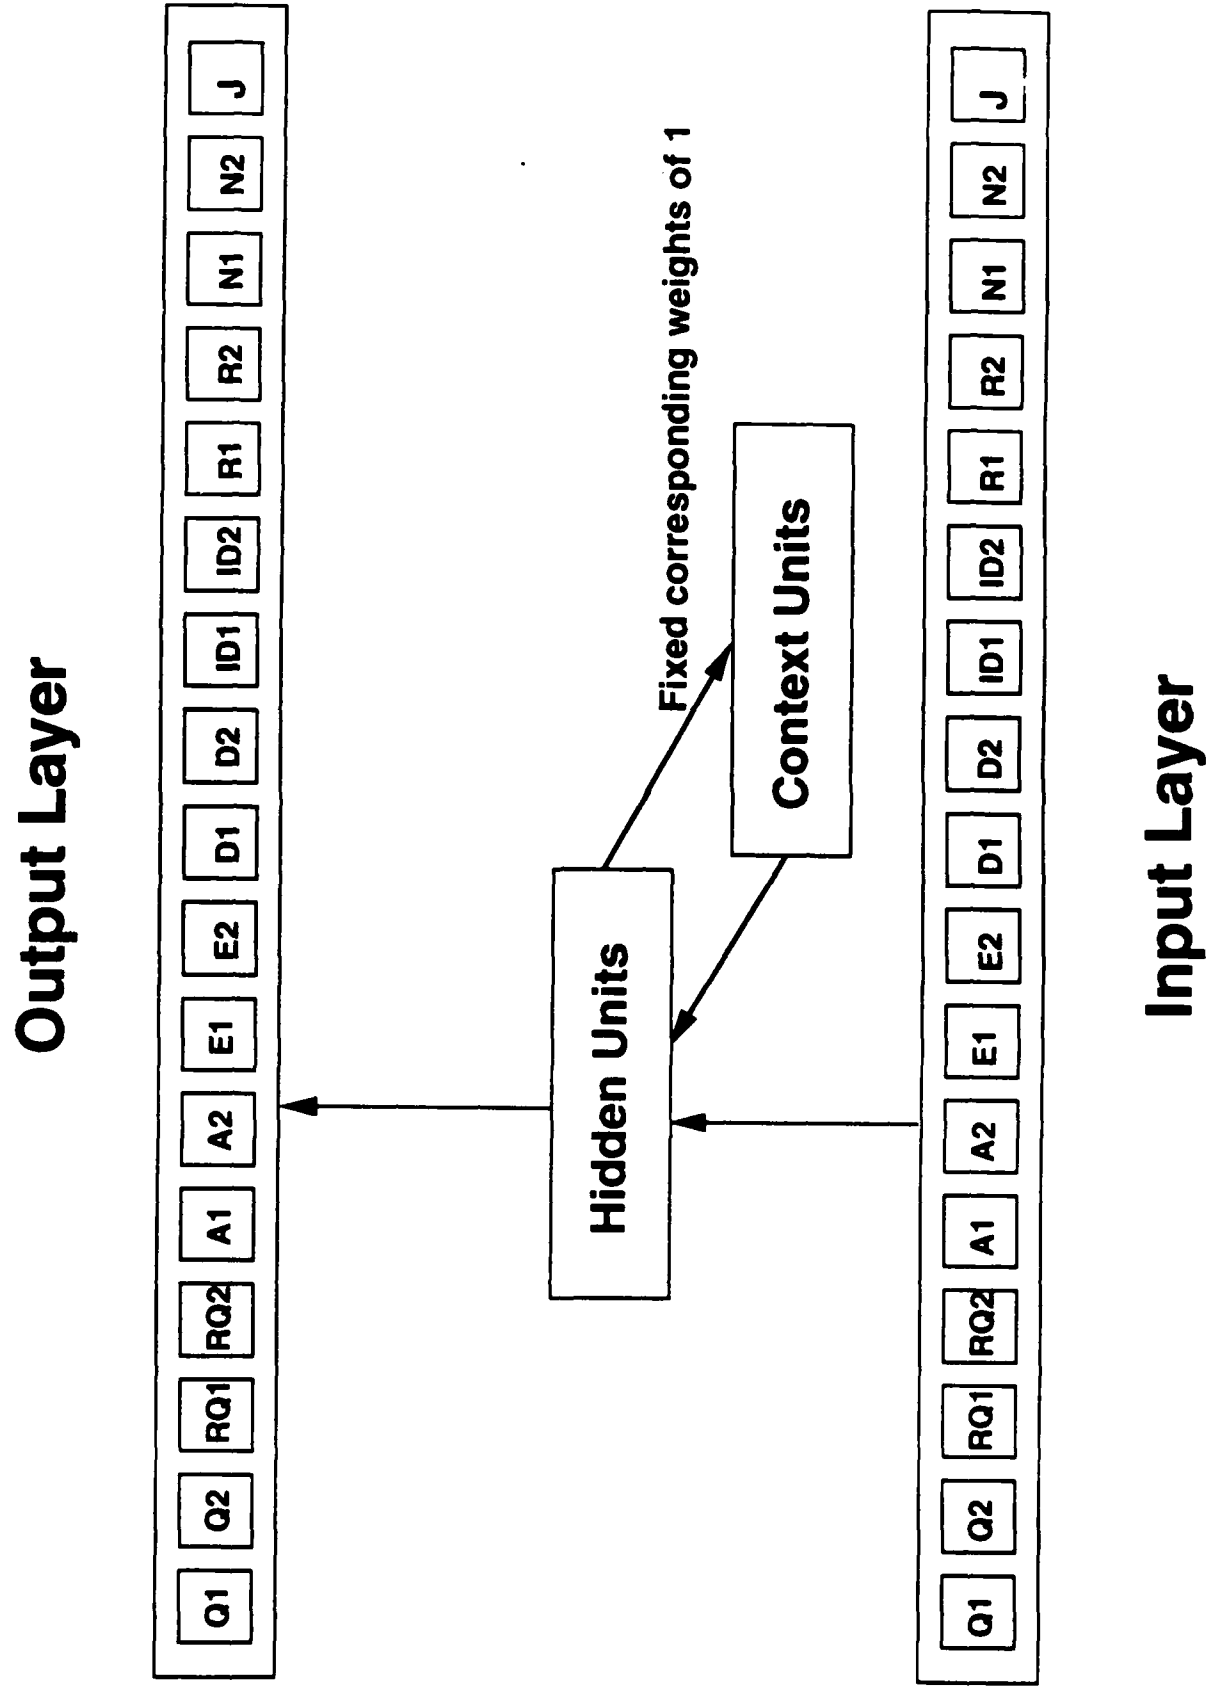 Output Layer
Q1 Q2 RQ1 RQ2 A1 A2 E1 E2 D1 D2 ID1 ID2 R1 R2 N1 N2 J
Hidden Units
Fixed corresponding weights of 1
Context Units
Q1 Q2 RQ1 RQ2 A1 A2 E1 E2 D1 D2 ID1 ID2 R1 R2 N1 N2 J
Input Layer